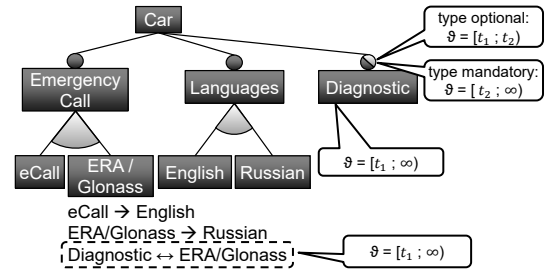 Car
type optional:
ϑ = [t₁ ; t₂)
type mandatory:
ϑ = [ t₂ ; ∞)
Emergency
Call
Languages
Diagnostic
ϑ = [t₁ ; ∞)
eCall
ERA /
Glonass
English
Russian
eCall → English
ERA/Glonass → Russian
Diagnostic ↔ ERA/Glonass
ϑ = [t₁ ; ∞)